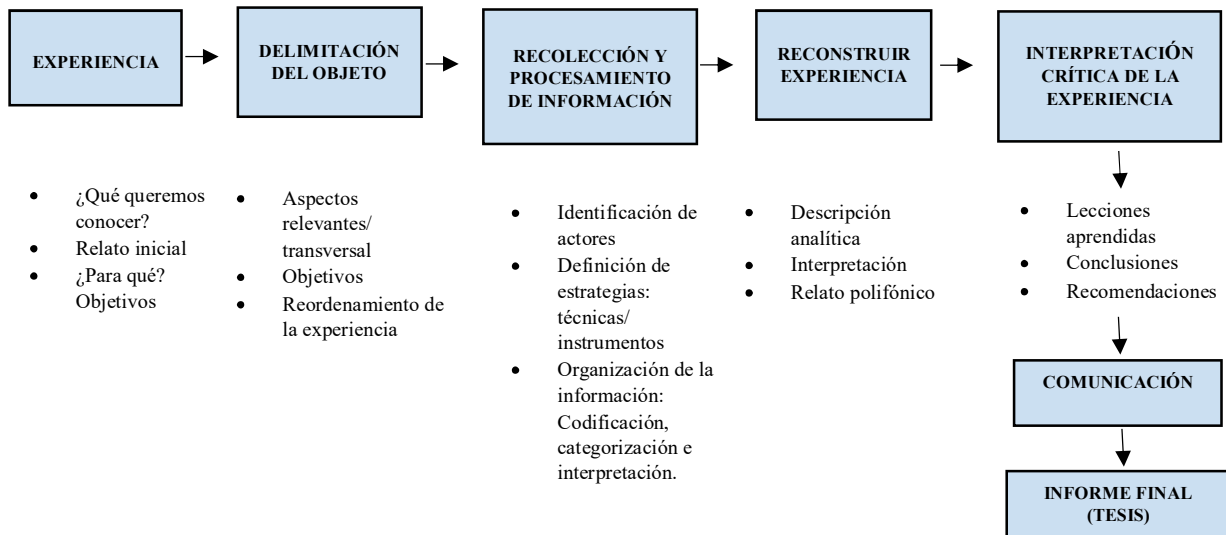 EXPERIENCIA
DELIMITACIÓN
DEL OBJETO
RECOLECCIÓN Y
PROCESAMIENTO
DE INFORMACIÓN
RECONSTRUIR
EXPERIENCIA
INTERPRETACIÓN
CRÍTICA DE LA
EXPERIENCIA
• ¿Qué queremos
conocer?
• Relato inicial
• ¿Para qué?
Objetivos
• Aspectos
relevantes/
transversal
• Objetivos
• Reordenamiento de
la experiencia
• Identificación de
actores
• Definición de
estrategias:
técnicas/
instrumentos
• Organización de la
información:
Codificación,
categorización e
interpretación.
• Descripción
analítica
• Interpretación
• Relato polifónico
• Lecciones
aprendidas
• Conclusiones
• Recomendaciones
COMUNICACIÓN
INFORME FINAL
(TESIS)